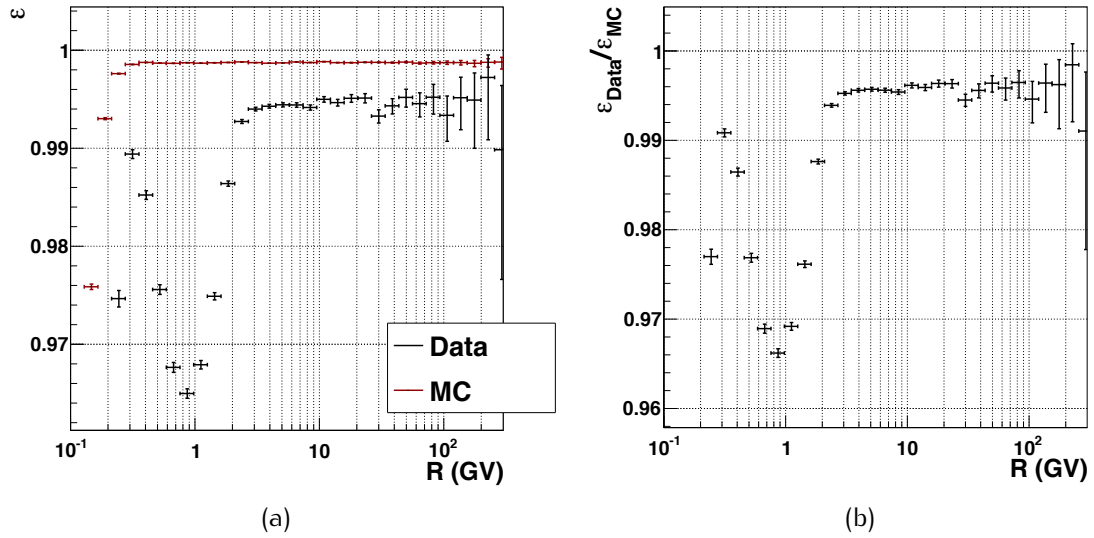 ε
1
0.99
0.98
0.97
Data
MC
10⁻¹
1
10
10²
R (GV)
(a)
ε_Data/ε_MC
1
0.99
0.98
0.97
0.96
10⁻¹
1
10
10²
R (GV)
(b)